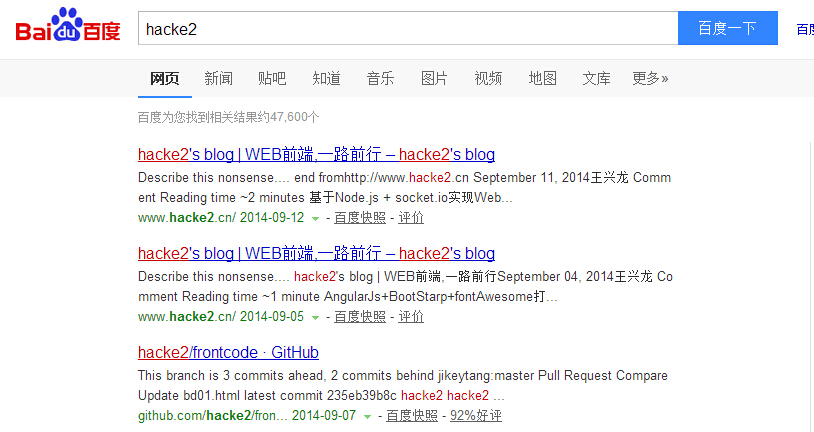 Bai du 百度 hacke2 百度一下 百度
网页 新闻 贴吧 知道 音乐 图片 视频 地图 文库 更多»
百度为您找到相关结果约47,600个
hacke2's blog | WEB前端,一路前行 – hacke2's blog
Describe this nonsense.... end fromhttp://www.hacke2.cn September 11, 2014王兴龙 Comm
ent Reading time ~2 minutes 基于Node.js + socket.io实现Web...
www.hacke2.cn/ 2014-09-12 - 百度快照 - 评价
hacke2's blog | WEB前端,一路前行 – hacke2's blog
Describe this nonsense.... hacke2's blog | WEB前端,一路前行September 04, 2014王兴龙 Co
mment Reading time ~1 minute AngularJs+BootStarp+fontAwesome打...
www.hacke2.cn/ 2014-09-05 - 百度快照 - 评价
hacke2/frontcode · GitHub
This branch is 3 commits ahead, 2 commits behind jikeytang:master Pull Request Compare
Update bd01.html latest commit 235eb39b8c hacke2 hacke2 ...
github.com/hacke2/fron... 2014-09-07 - 百度快照 - 92%好评